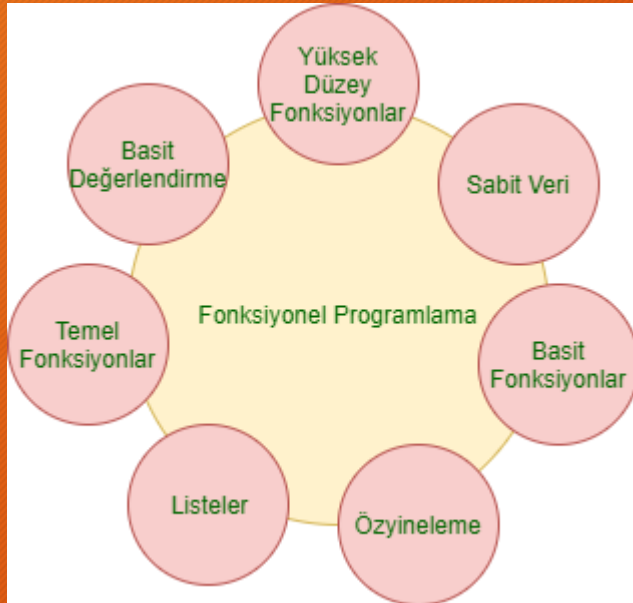 Yüksek
Düzey
Fonksiyonlar
Basit
Değerlendirme
Sabit Veri
Fonksiyonel Programlama
Temel
Fonksiyonlar
Basit
Fonksiyonlar
Listeler
Özyineleme